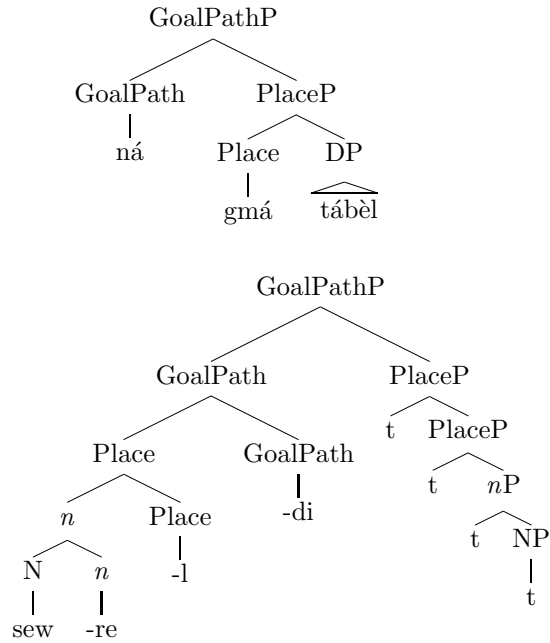 GoalPathP
GoalPath PlaceP
ná Place DP
gmá tábèl
GoalPathP
GoalPath PlaceP
Place GoalPath t PlaceP
n Place -di t nP
N n -l t NP
sew -re t